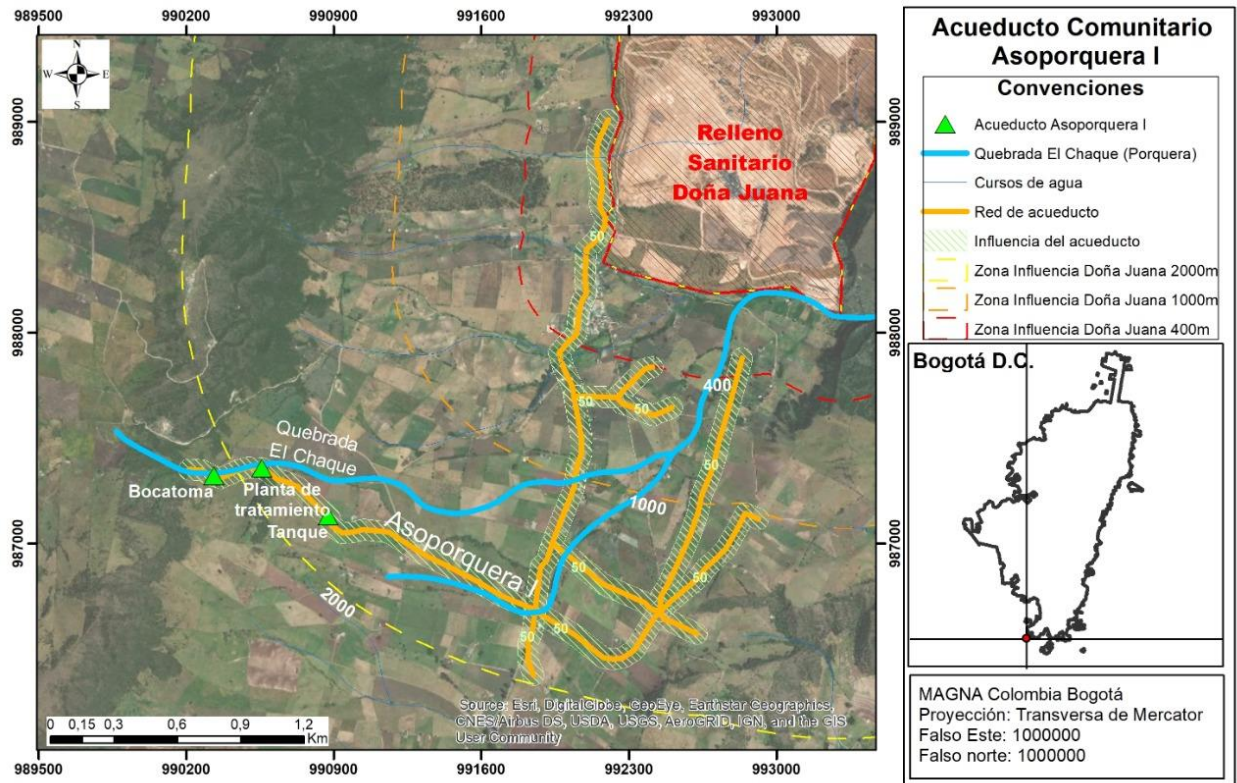 989500 990200 990900 991600 992300 993000
989000
988000
987000
N
W E
S
Relleno
Sanitario
Doña Juana
50
400
50
50
50
1000
Quebrada
El Chaque
Bocatoma
Planta de
tratamiento
Tanque
Asoporquera I
50
50
50
50
2000
Source: Esri, DigitalGlobe, GeoEye, Earthstar Geographics,
CNES/Airbus DS, USDA, USGS, AeroGRID, IGN, and the GIS
User Community
0 0,15 0,3 0,6 0,9 1,2
Km
989000
988000
987000
989500 990200 990900 991600 992300 993000
Acueducto Comunitario
Asoporquera I
Convenciones
Acueducto Asoporquera I
Quebrada El Chaque (Porquera)
Cursos de agua
Red de acueducto
Influencia del acueducto
Zona Influencia Doña Juana 2000m
Zona Influencia Doña Juana 1000m
Zona Influencia Doña Juana 400m
Bogotá D.C.
MAGNA Colombia Bogotá
Proyección: Transversa de Mercator
Falso Este: 1000000
Falso norte: 1000000